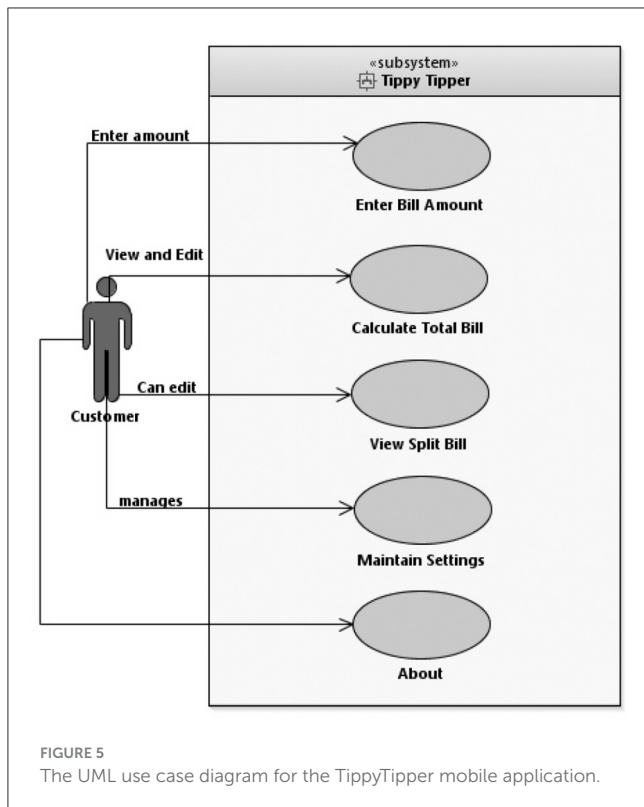 «subsystem»
Tippy Tipper
Enter amount
Enter Bill Amount
View and Edit
Calculate Total Bill
Can edit
Customer
View Split Bill
manages
Maintain Settings
About
FIGURE 5
The UML use case diagram for the TippyTipper mobile application.